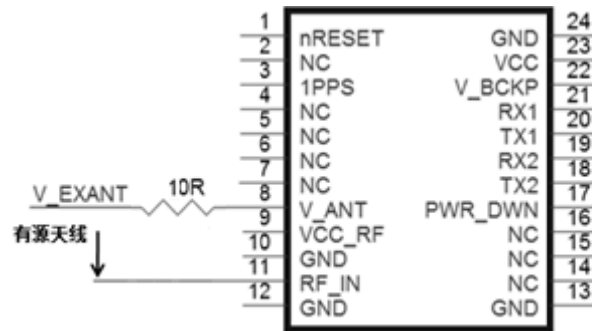 1 nRESET GND 24
2 NC VCC 23
3 1PPS V_BCKP 22
4 NC RX1 21
5 NC TX1 20
6 NC RX2 19
7 NC TX2 18
V_EXANT 10R 8 V_ANT PWR_DWN 17
有源天线 9 VCC_RF NC 16
10 GND NC 15
11 RF_IN NC 14
12 GND GND 13